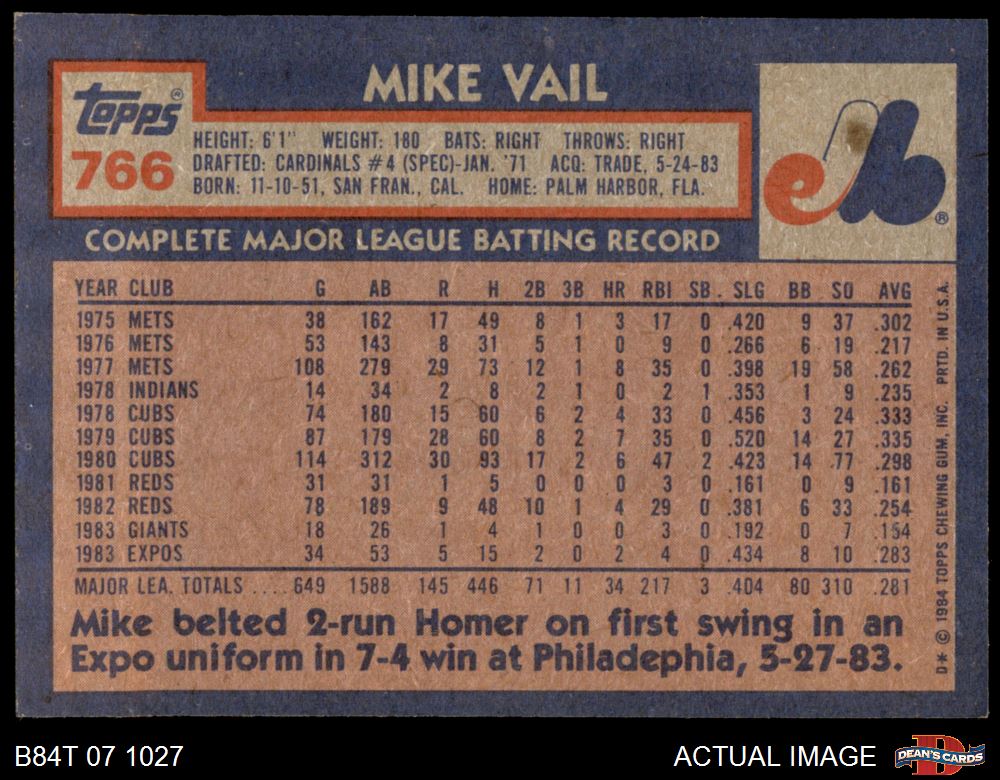 MIKE VAIL
TOPPS®
766
HEIGHT: 6'1" WEIGHT: 180 BATS: RIGHT THROWS: RIGHT
DRAFTED: CARDINALS #4 (SPEC)-JAN. '71 ACQ: TRADE, 5-24-83
BORN: 11-10-51, SAN FRAN., CAL. HOME: PALM HARBOR, FLA.
eb®
COMPLETE MAJOR LEAGUE BATTING RECORD
YEAR CLUB G AB R H 2B 3B HR RBI SB. SLG BB SO AVG
1975 METS 38 162 17 49 8 1 3 17 0 .420 9 37 .302
1976 METS 53 143 8 31 5 1 0 9 0 .266 6 19 .217
1977 METS 108 279 29 73 12 1 8 35 0 .398 19 58 .262
1978 INDIANS 14 34 2 8 2 1 0 2 1 .353 1 9 .235
1978 CUBS 74 180 15 60 6 2 4 33 0 .456 3 24 .333
1979 CUBS 87 179 28 60 8 2 7 35 0 .520 14 27 .335
1980 CUBS 114 312 30 93 17 2 6 47 2 .423 14 .77 .298
1981 REDS 31 31 1 5 0 0 0 3 0 .161 0 9 .161
1982 REDS 78 189 9 48 10 1 4 29 0 .381 6 33 .254
1983 GIANTS 18 26 1 4 1 0 0 3 0 .192 0 7 .154
1983 EXPOS 34 53 5 15 2 0 2 4 0 .434 8 10 .283
MAJOR LEA. TOTALS .... 649 1588 145 446 71 11 34 217 3 .404 80 310 .281
Mike belted 2-run Homer on first swing in an
Expo uniform in 7-4 win at Philadephia, 5-27-83.
D* © 1984 TOPPS CHEWING GUM, INC. PRTD. IN U.S.A.
B84T 07 1027
ACTUAL IMAGE
D
DEAN'S CARDS